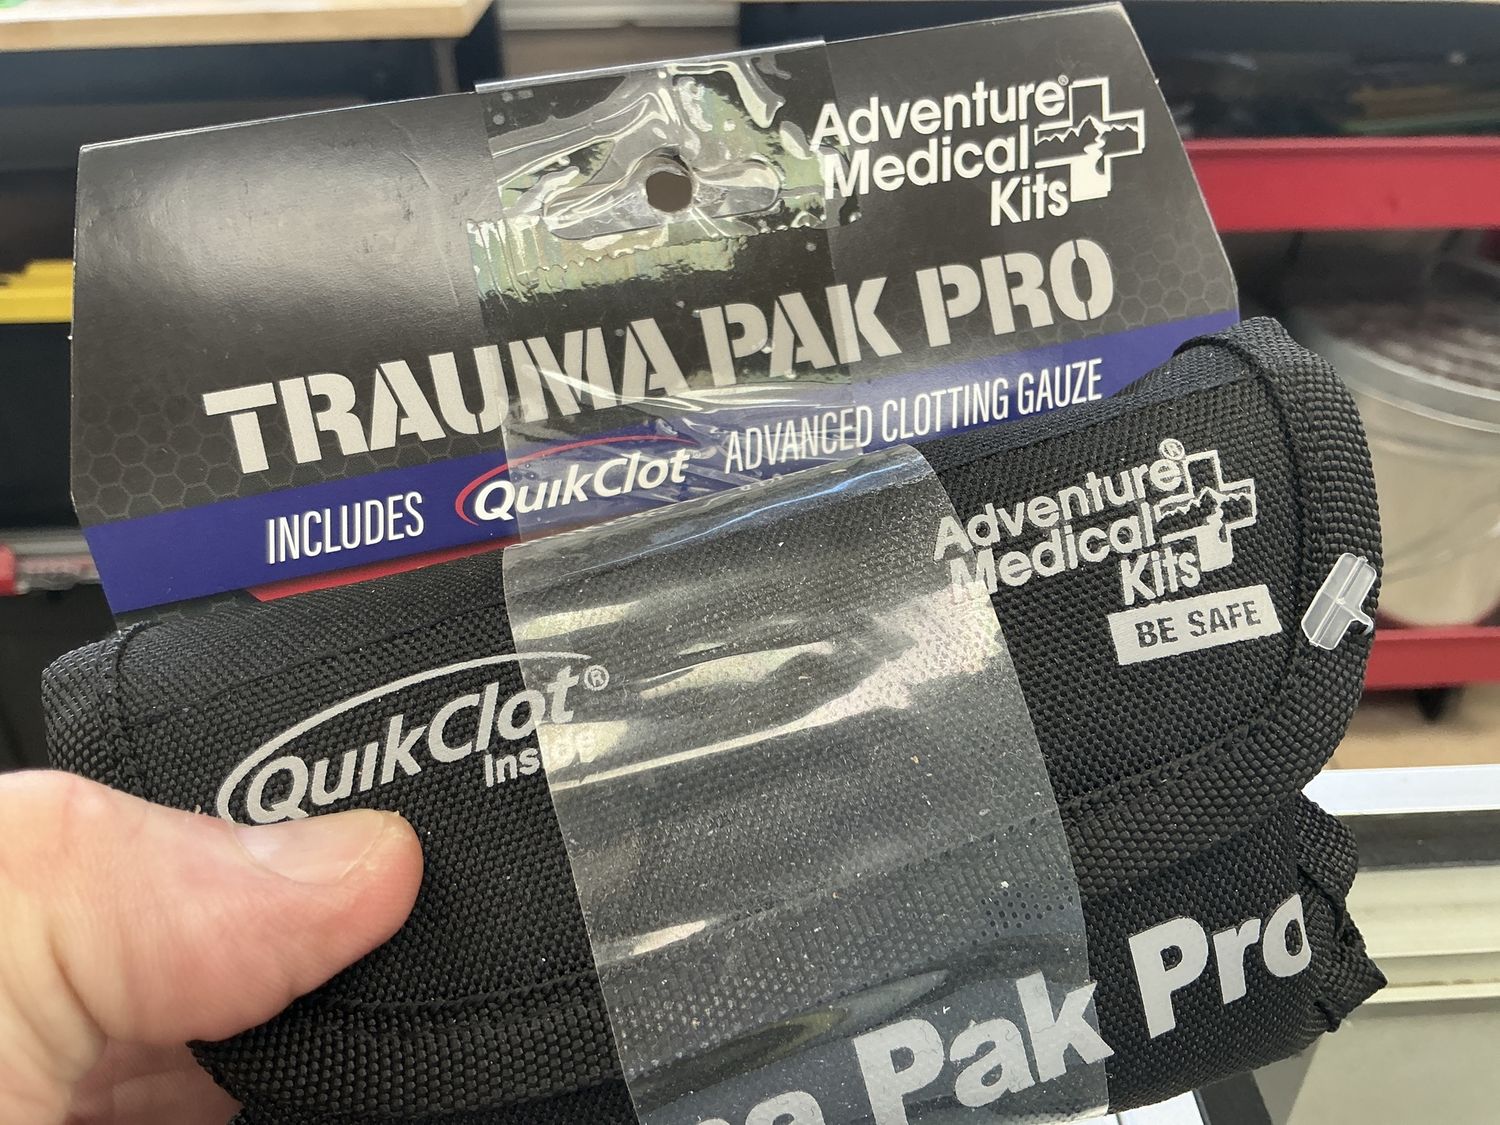 Adventure®
Medical
Kits
TRAUMA PAK PRO
INCLUDES QuikClot® ADVANCED CLOTTING GAUZE
Adventure®
Medical
Kits
BE SAFE
QuikClot®
Inside
Pak Pro